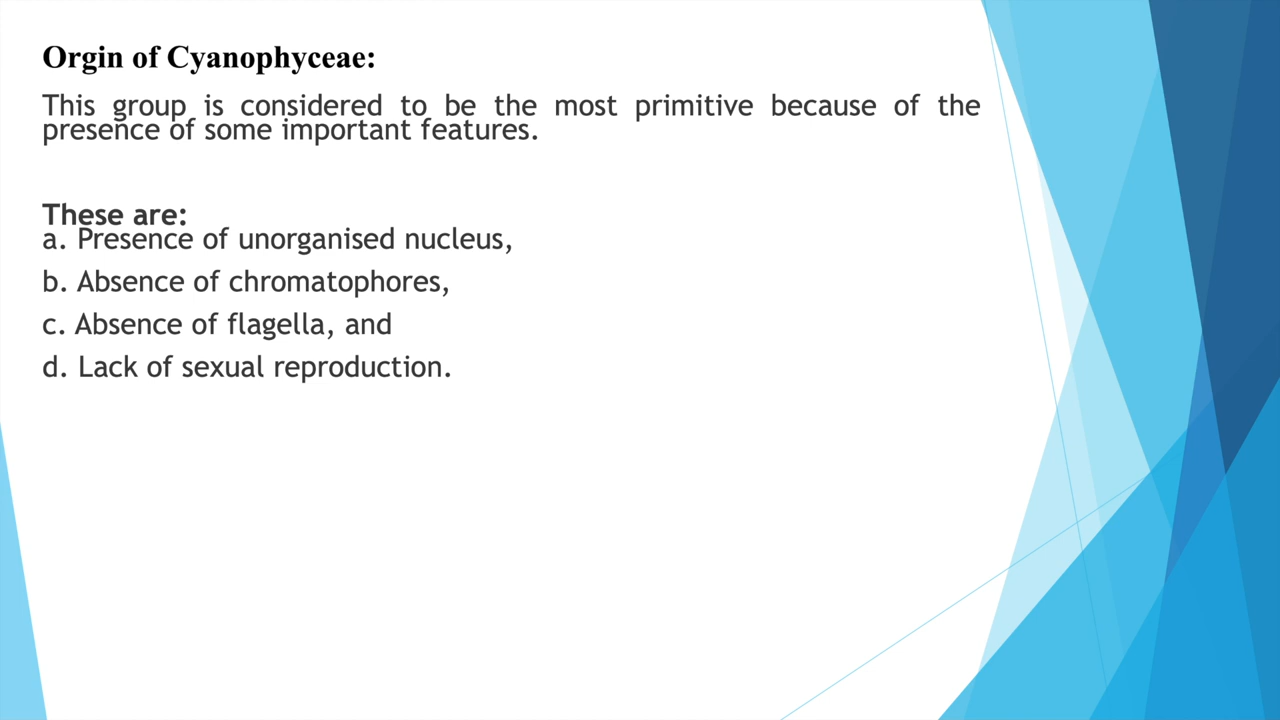 Orgin of Cyanophyceae:
This group is considered to be the most primitive because of the
presence of some important features.
These are:
a. Presence of unorganised nucleus,
b. Absence of chromatophores,
c. Absence of flagella, and
d. Lack of sexual reproduction.